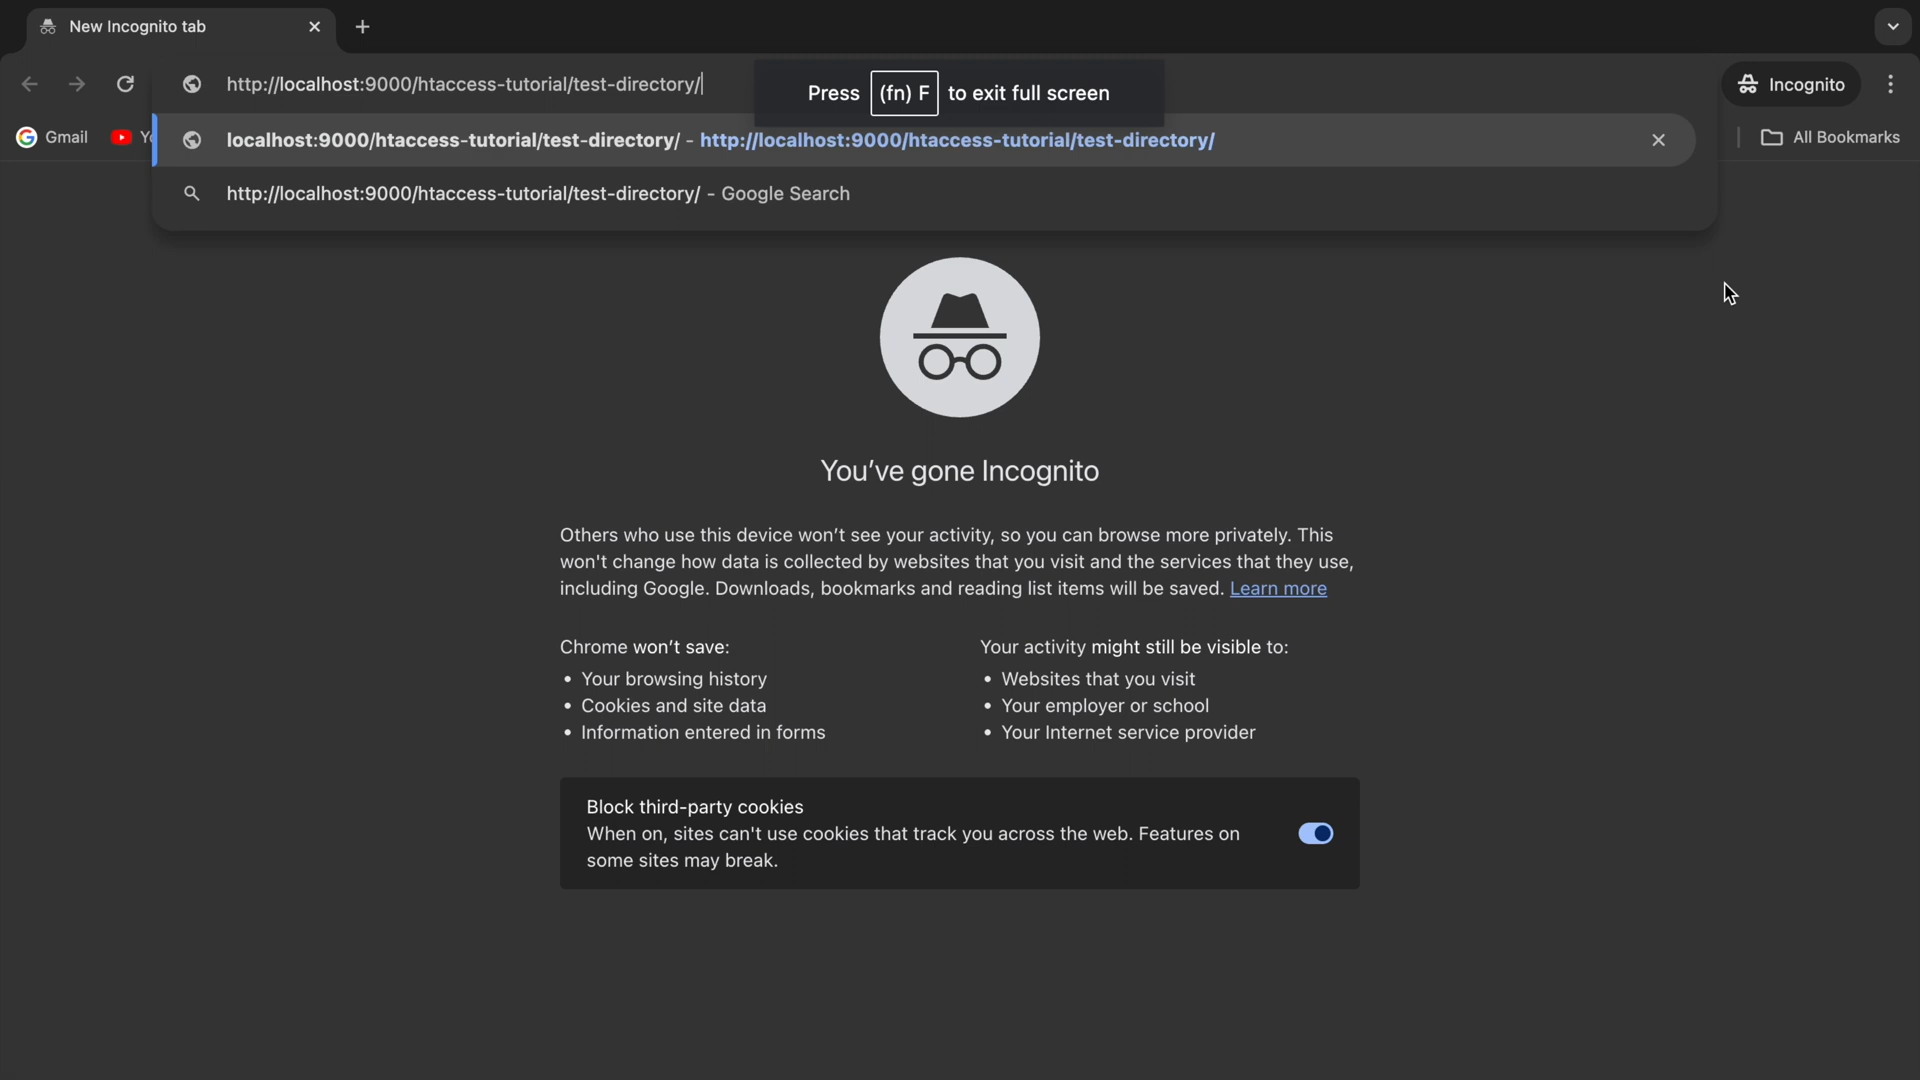 New Incognito tab
http://localhost:9000/htaccess-tutorial/test-directory/
Press (fn) F to exit full screen
Incognito
Gmail
localhost:9000/htaccess-tutorial/test-directory/ - http://localhost:9000/htaccess-tutorial/test-directory/
All Bookmarks
http://localhost:9000/htaccess-tutorial/test-directory/ - Google Search
You've gone Incognito
Others who use this device won't see your activity, so you can browse more privately. This
won't change how data is collected by websites that you visit and the services that they use,
including Google. Downloads, bookmarks and reading list items will be saved. Learn more
Chrome won't save:
• Your browsing history
• Cookies and site data
• Information entered in forms
Your activity might still be visible to:
• Websites that you visit
• Your employer or school
• Your Internet service provider
Block third-party cookies
When on, sites can't use cookies that track you across the web. Features on
some sites may break.